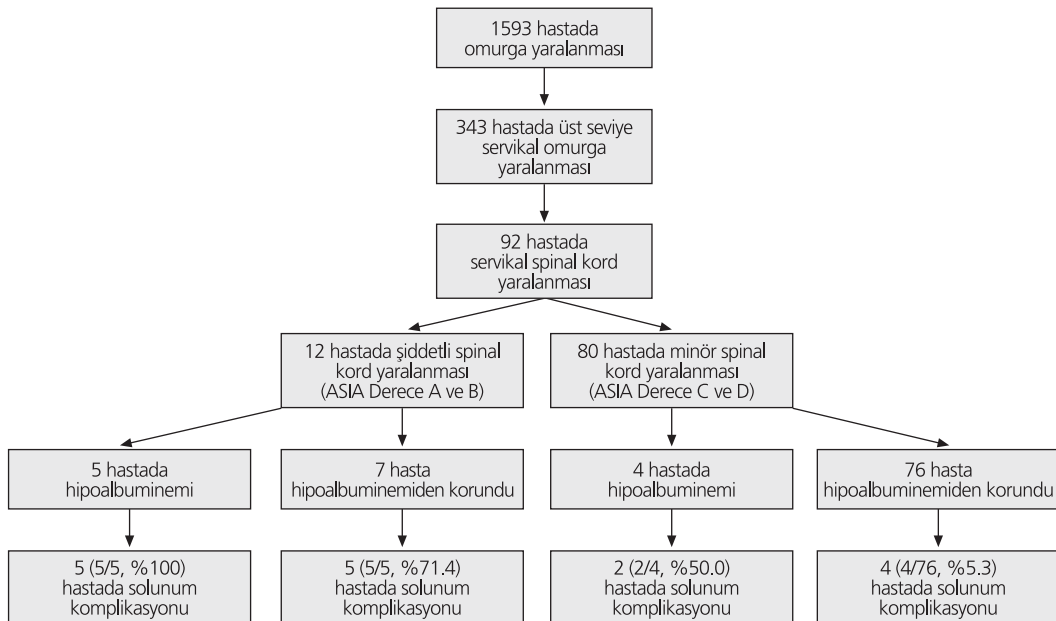 1593 hastada
omurga yaralanması
343 hastada üst seviye
servikal omurga
yaralanması
92 hastada
servikal spinal kord
yaralanması
12 hastada şiddetli spinal
kord yaralanması
(ASIA Derece A ve B)
80 hastada minör spinal
kord yaralanması
(ASIA Derece C ve D)
5 hastada
hipoalbuminemi
7 hasta
hipoalbuminemiden korundu
4 hastada
hipoalbuminemi
76 hasta
hipoalbuminemiden korundu
5 (5/5, %100)
hastada solunum
komplikasyonu
5 (5/5, %71.4)
hastada solunum
komplikasyonu
2 (2/4, %50.0)
hastada solunum
komplikasyonu
4 (4/76, %5.3)
hastada solunum
komplikasyonu